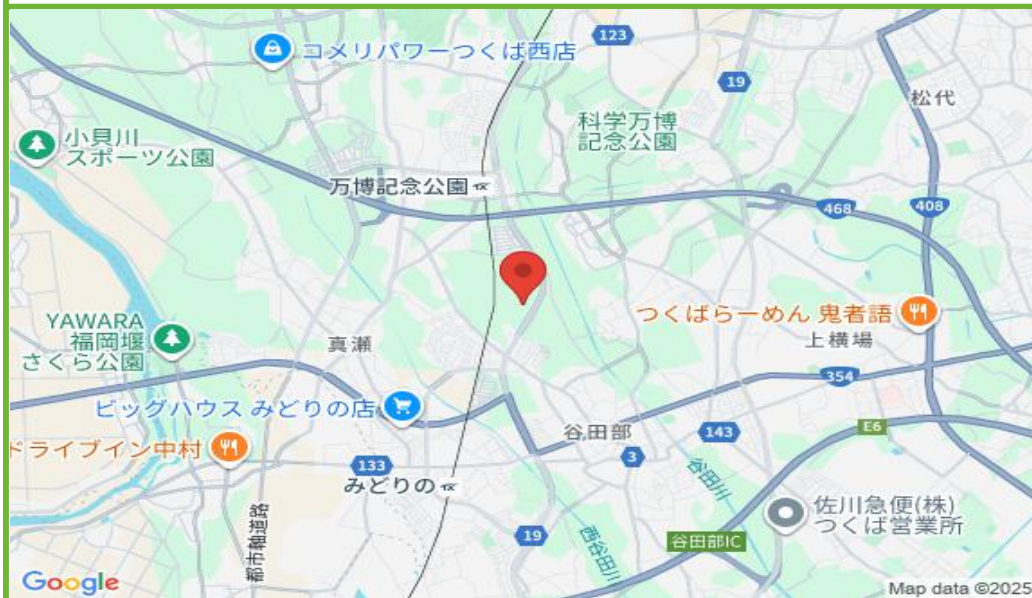 123
コメリパワーつくば西店
19
松代
科学万博
記念公園
小貝川
スポーツ公園
万博記念公園
468
408
YAWARA
福岡堰
さくら公園
真瀬
つくばらーめん 鬼者語
上横場
354
ビッグハウス みどりの店
谷田部
143
E6
ドライブイン中村
133
3
みどりの
谷田川
佐川急便(株)
つくば営業所
都市軸道路
19
西谷田川
谷田部IC
Google
Map data ©2025